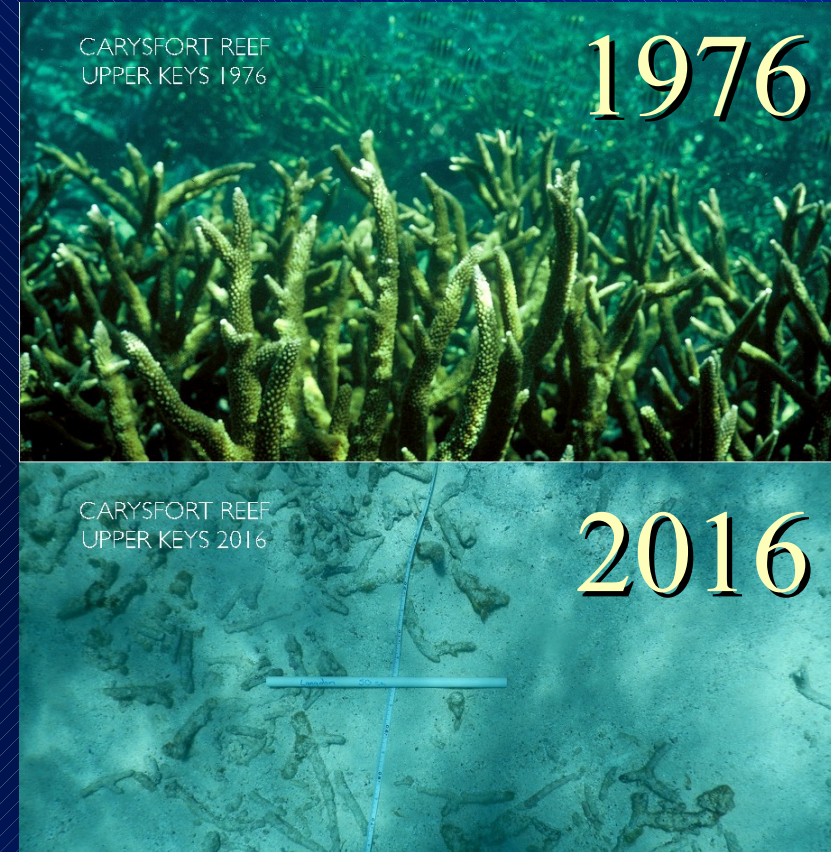 CARYSFORT REEF
UPPER KEYS 1976
1976
CARYSFORT REEF
UPPER KEYS 2016
2016